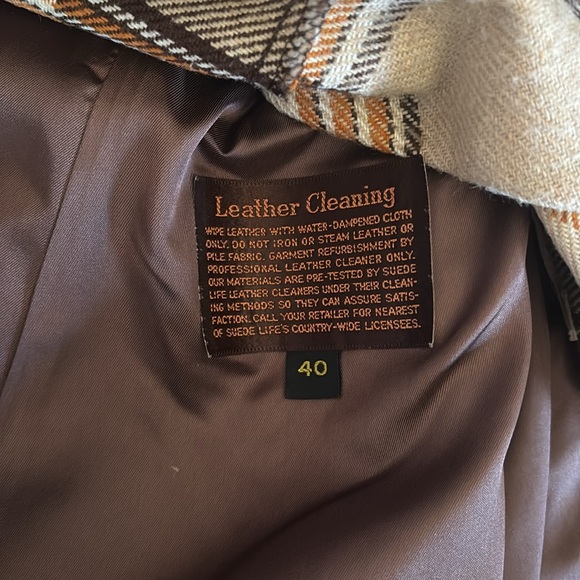 Leather Cleaning
WIPE LEATHER WITH WATER-DAMPENED CLOTH
ONLY. DO NOT IRON OR STEAM LEATHER OR
PILE FABRIC. GARMENT REFURBISHMENT BY
PROFESSIONAL LEATHER CLEANER ONLY.
OUR MATERIALS ARE PRE-TESTED BY SUEDE
LIFE LEATHER CLEANERS UNDER THEIR CLEAN-
ING METHODS SO THEY CAN ASSURE SATIS-
FACTION. CALL YOUR RETAILER FOR NEAREST
OF SUEDE LIFE'S COUNTRY-WIDE LICENSEES.
40